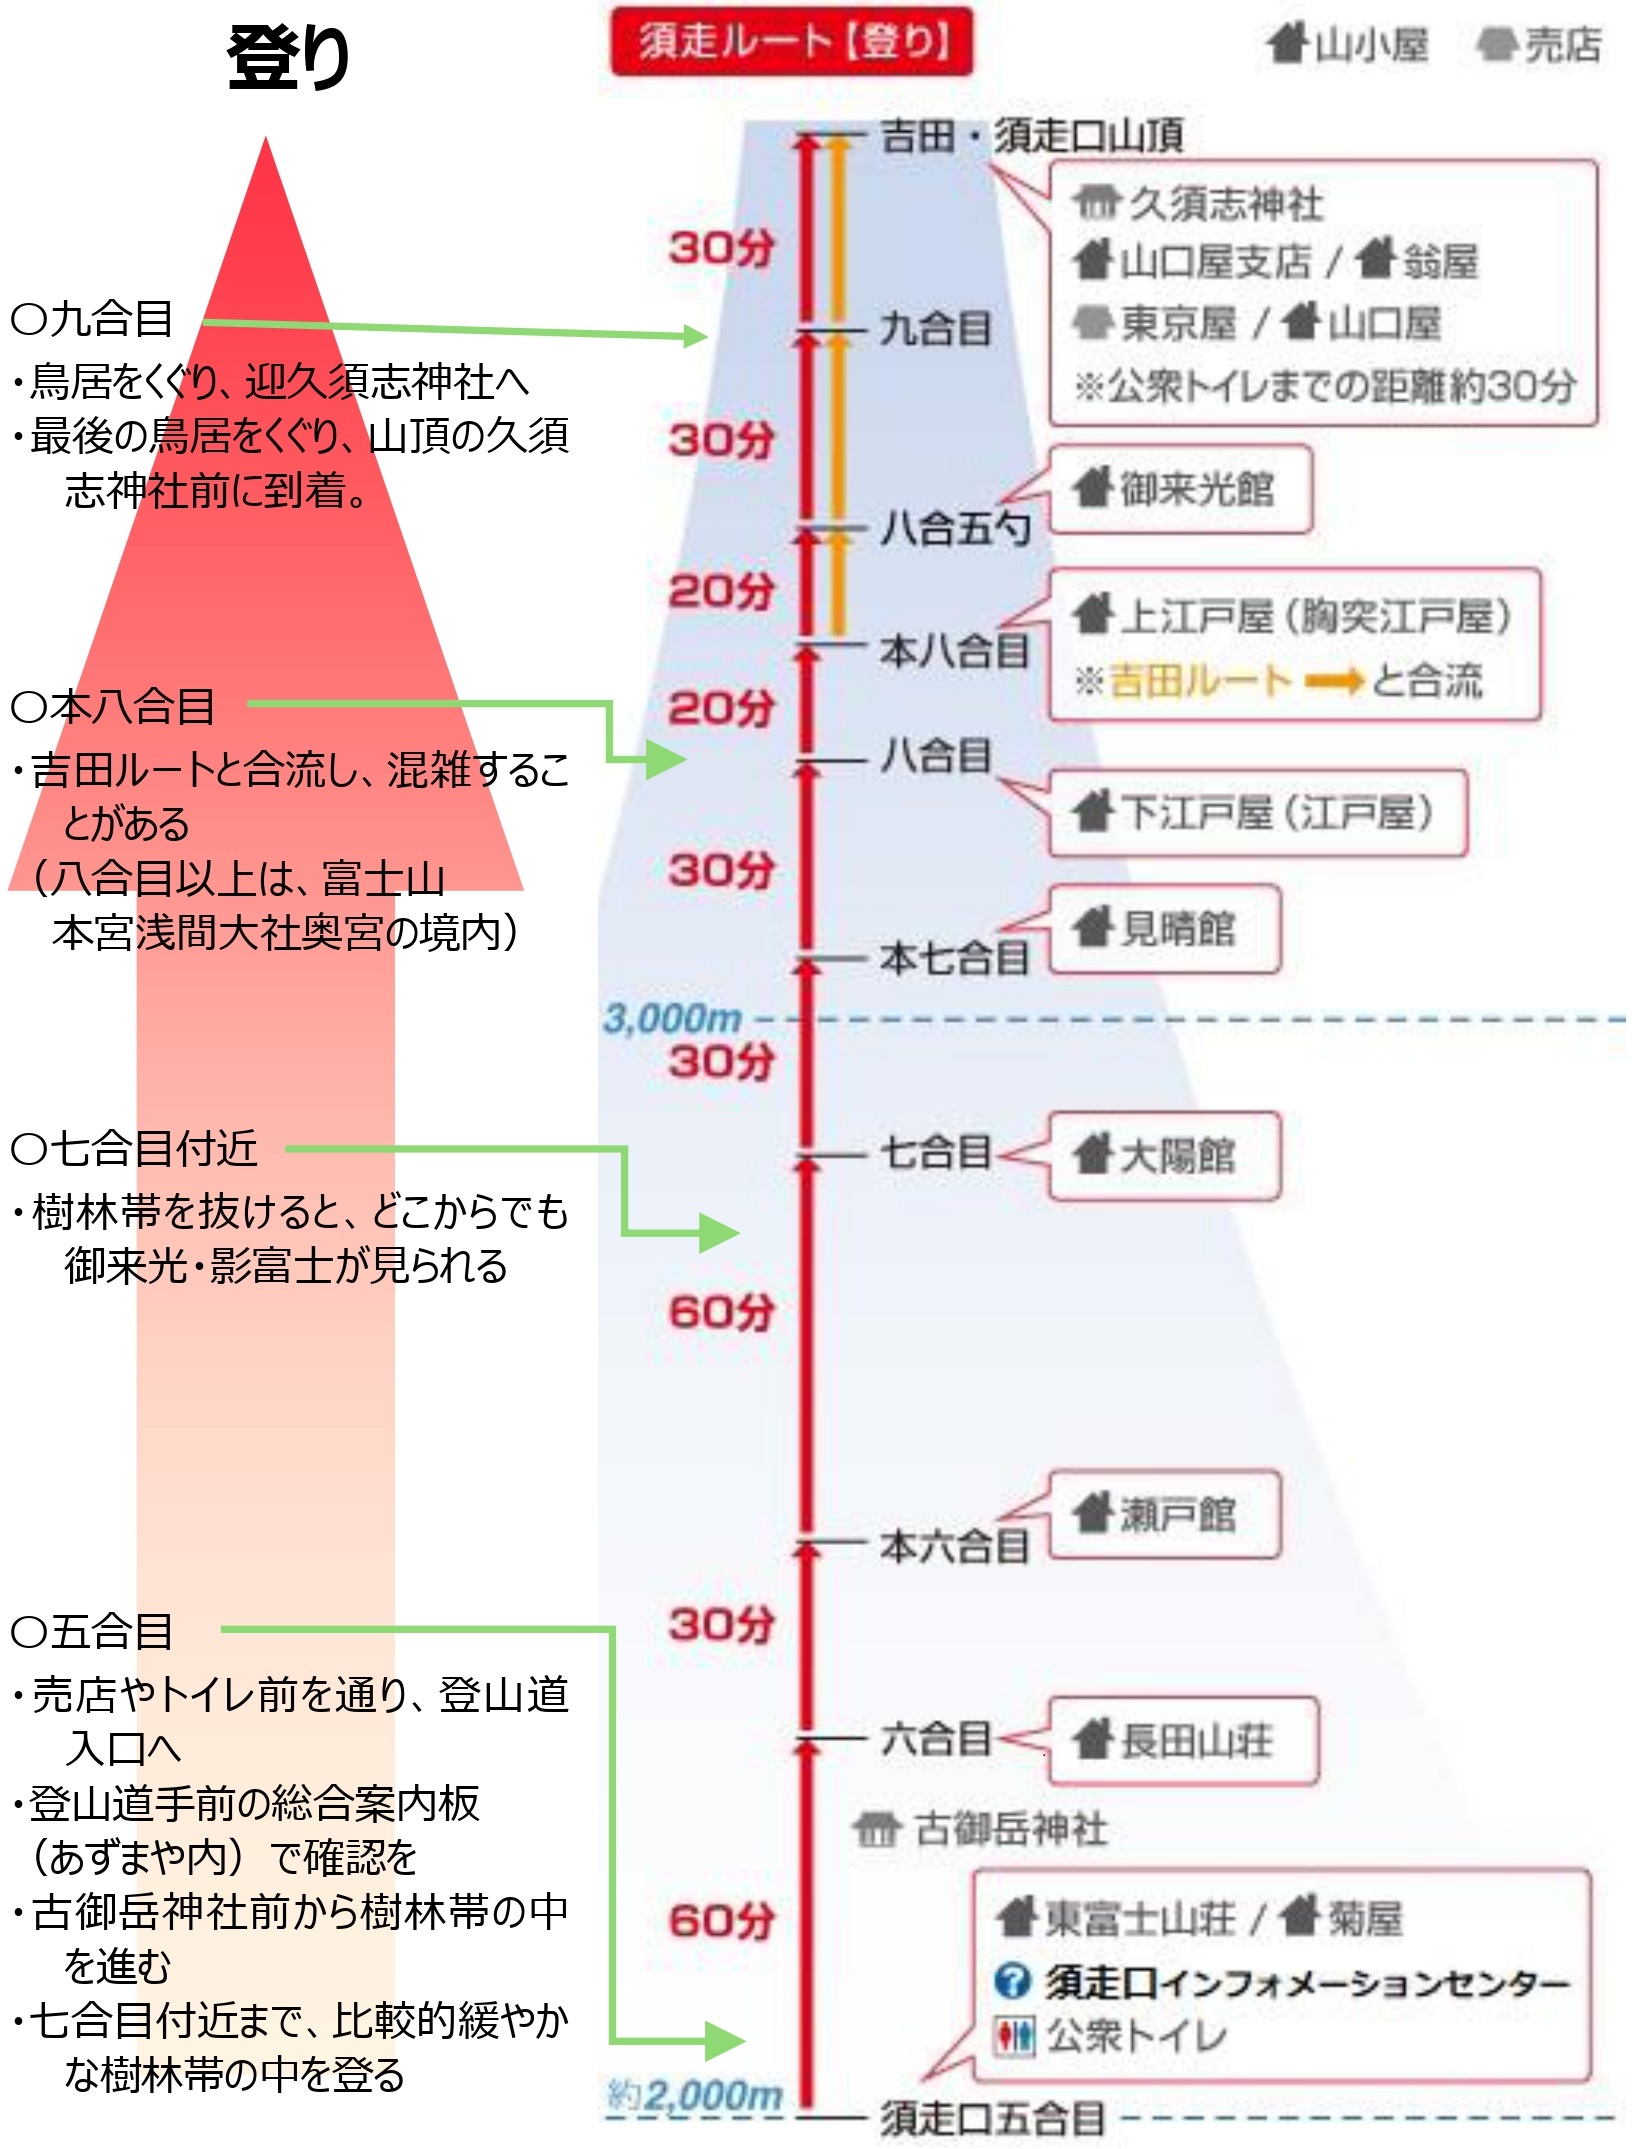 登り
〇九合目
・鳥居をくぐり、迎久須志神社へ
・最後の鳥居をくぐり、山頂の久須
志神社前に到着。
〇本八合目
・吉田ルートと合流し、混雑するこ
とがある
（八合目以上は、富士山
本宮浅間大社奥宮の境内）
〇七合目付近
・樹林帯を抜けると、どこからでも
御来光・影富士が見られる
〇五合目
・売店やトイレ前を通り、登山道
入口へ
・登山道手前の総合案内板
（あずまや内）で確認を
・古御岳神社前から樹林帯の中
を進む
・七合目付近まで、比較的緩やか
な樹林帯の中を登る
須走ルート【登り】
山小屋 売店
吉田・須走口山頂
久須志神社
山口屋支店 / 翁屋
東京屋 / 山口屋
※公衆トイレまでの距離約30分
30分
九合目
30分
御来光館
八合五勺
20分
上江戸屋（胸突江戸屋）
※吉田ルート➡と合流
本八合目
20分
八合目
下江戸屋（江戸屋）
30分
見晴館
本七合目
3,000m
30分
七合目
大陽館
60分
瀬戸館
本六合目
30分
六合目
長田山荘
古御岳神社
60分
東富士山荘 / 菊屋
? 須走口インフォメーションセンター
公衆トイレ
約2,000m
須走口五合目